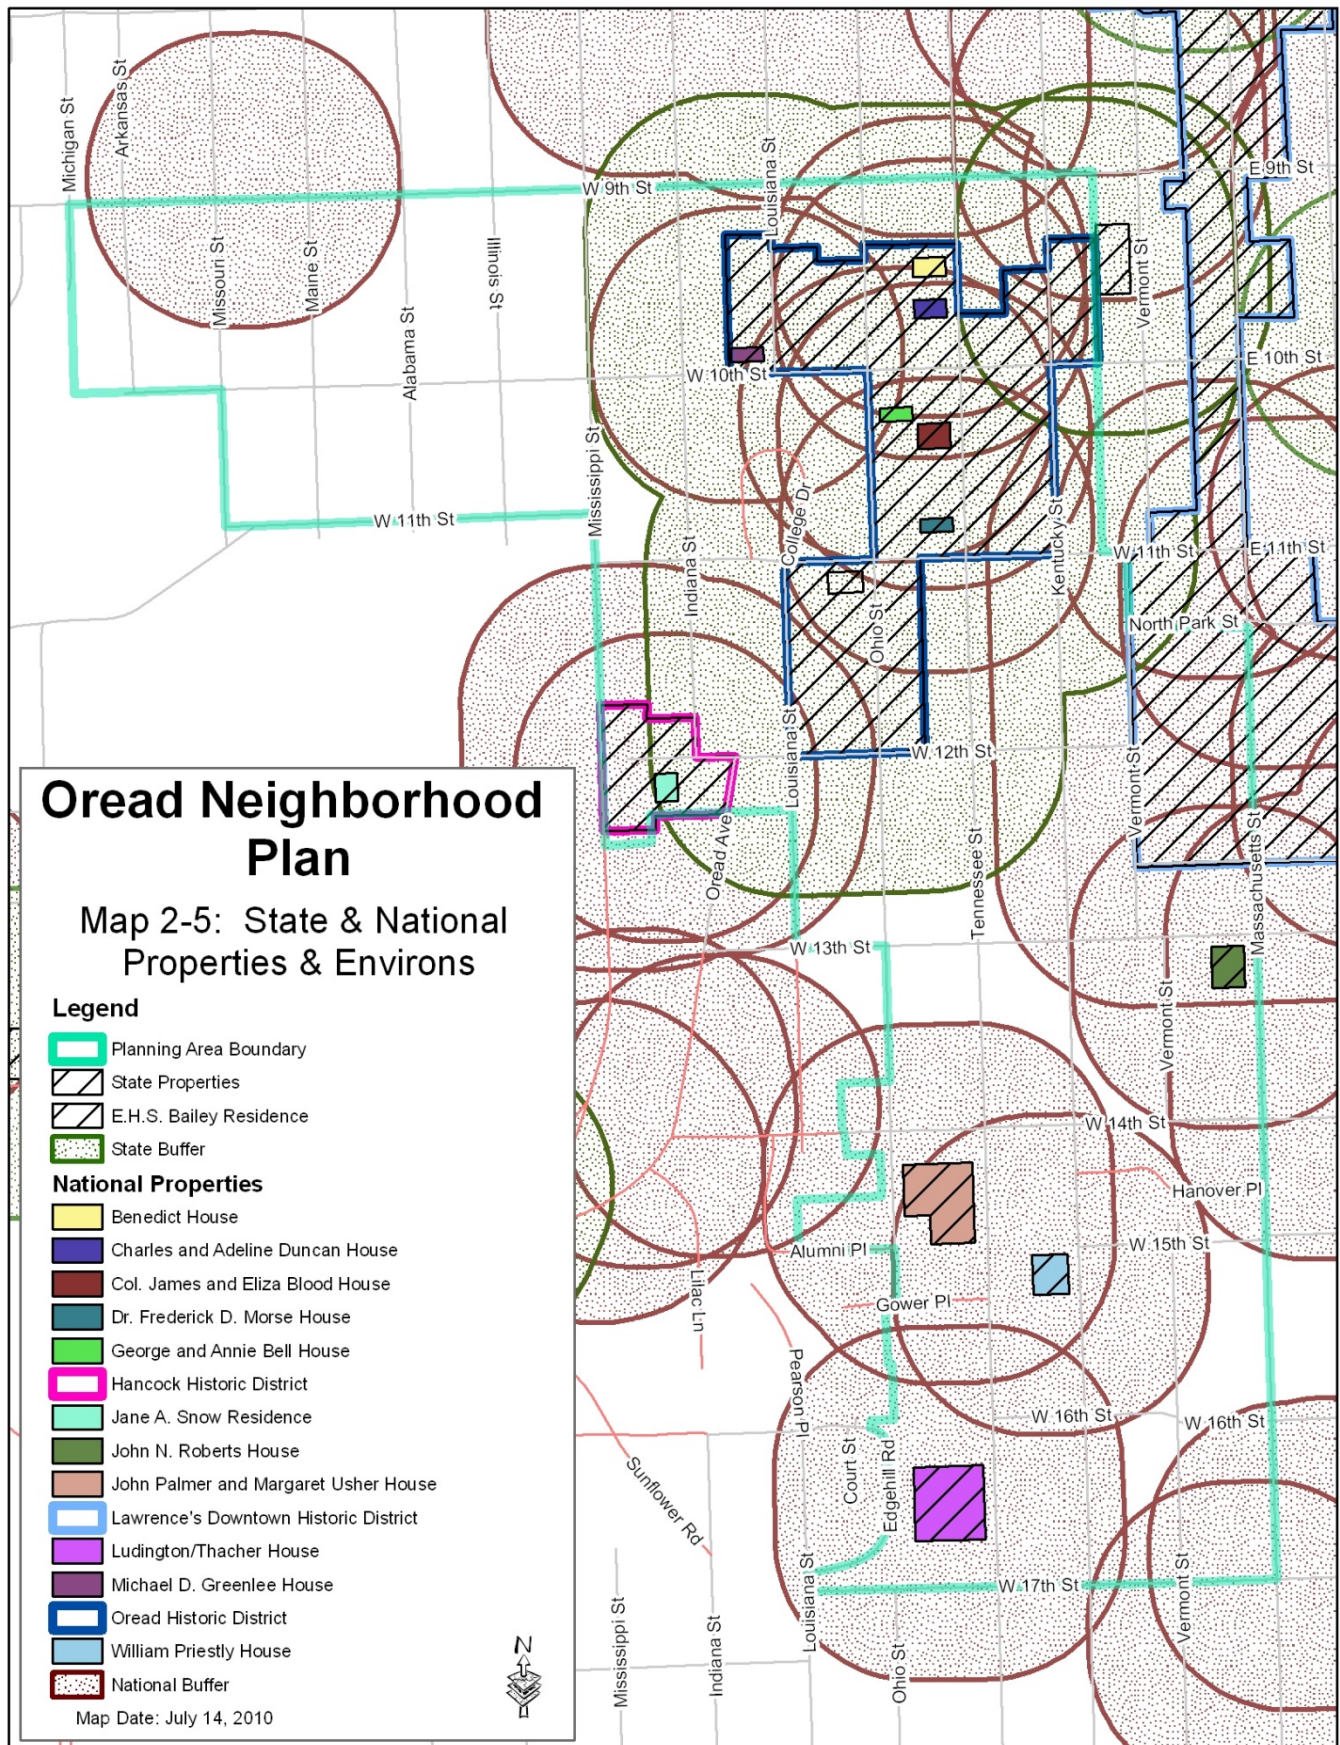 Michigan St
Arkansas St
Missouri St
Maine St
Alabama St
Illinois St
W 9th St
Louisiana St
E 9th St
Vermont St
W 10th St
E 10th St
Mississippi St
W 11th St
College Dr
Indiana St
Kentucky St
W 11th St
E 11th St
Ohio St
North Park St
Louisiana St
W 12th St
Vermont St
Oread Ave
Tennessee St
Massachusetts St
W 13th St
Vermont St
W 14th St
Hanover Pl
Alumni Pl
W 15th St
Lilac Ln
Gower Pl
Pearson Pl
W 16th St
W 16th St
Sunflower Rd
Court St
Edgehill Rd
Louisiana St
W 17th St
Vermont St
Mississippi St
Indiana St
Ohio St
Oread Neighborhood
Plan
Map 2-5: State & National
Properties & Environs
Legend
Planning Area Boundary
State Properties
E.H.S. Bailey Residence
State Buffer
National Properties
Benedict House
Charles and Adeline Duncan House
Col. James and Eliza Blood House
Dr. Frederick D. Morse House
George and Annie Bell House
Hancock Historic District
Jane A. Snow Residence
John N. Roberts House
John Palmer and Margaret Usher House
Lawrence's Downtown Historic District
Ludington/Thacher House
Michael D. Greenlee House
Oread Historic District
William Priestly House
National Buffer
Map Date: July 14, 2010
N